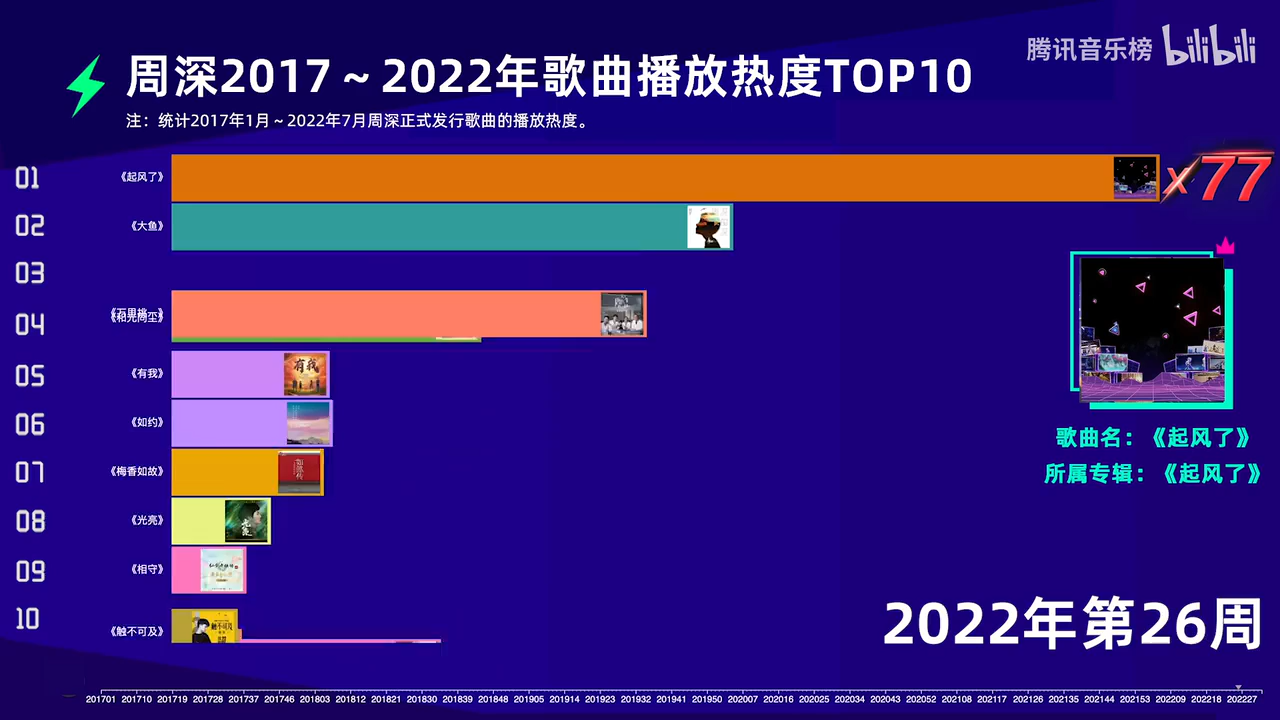 腾讯音乐榜 bilibili
周深2017～2022年歌曲播放热度TOP10
注：统计2017年1月～2022年7月周深正式发行歌曲的播放热度。
01 《起风了》 x77
02 《大鱼》
03
04
05 《有我》 有我
06 《如约》
07 《梅香如故》
08 《光亮》
09 《相守》
10 《触不可及》
歌曲名：《起风了》
所属专辑：《起风了》
2022年第26周
201701 201710 201719 201728 201737 201746 201803 201812 201821 201830 201839 201848 201905 201914 201923 201932 201941 201950 202007 202016 202025 202034 202043 202052 202108 202117 202126 202135 202144 202153 202209 202218 202227